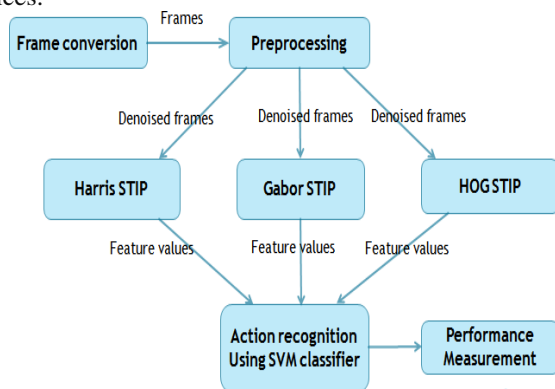 Frames
Frame conversion
Preprocessing
Denoised frames
Denoised frames
Denoised frames
Harris STIP
Gabor STIP
HOG STIP
Feature values
Feature values
Feature values
Action recognition
Using SVM classifier
Performance
Measurement